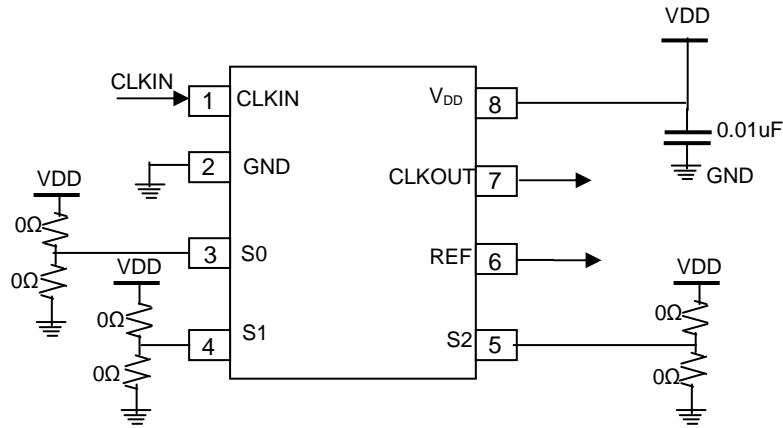 VDD
CLKIN
1 CLKIN
V_DD 8
0.01uF
2 GND
CLKOUT 7
GND
VDD
0Ω
3 S0
REF 6
0Ω
VDD
VDD
0Ω
0Ω
4 S1
S2 5
0Ω
0Ω